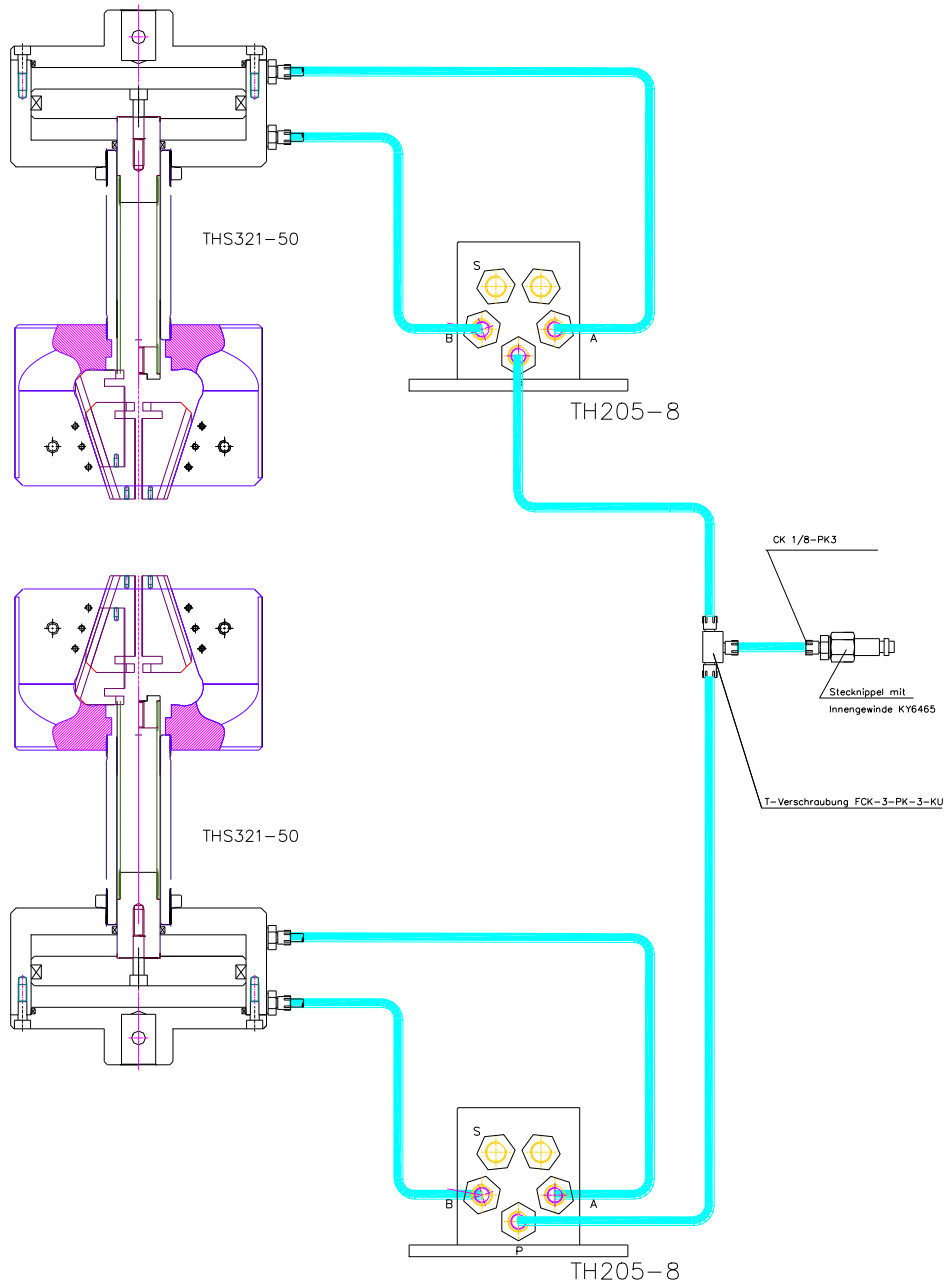 THS321-50
S
B
A
TH205-8
CK 1/8-PK3
Stecknippel mit
Innengewinde KY6465
T-Verschraubung FCK-3-PK-3-KU
THS321-50
S
B
A
P
TH205-8